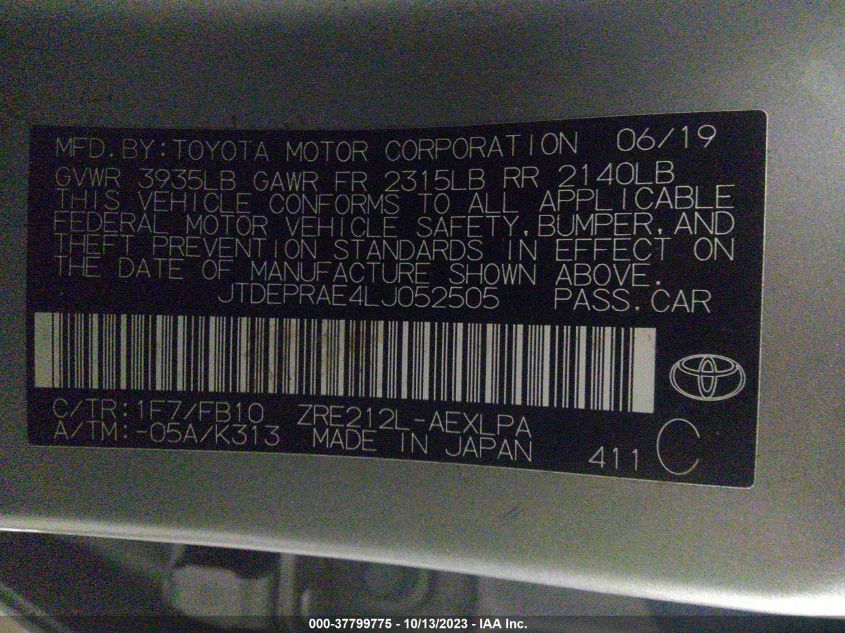 MFD.BY:TOYOTA MOTOR CORPORATION 06/19
GVWR 3935LB GAWR FR 2315LB RR 2140LB
THIS VEHICLE CONFORMS TO ALL APPLICABLE
FEDERAL MOTOR VEHICLE SAFETY,BUMPER,AND
THEFT PREVENTION STANDARDS IN EFFECT ON
THE DATE OF MANUFACTURE SHOWN ABOVE.
JTDEPRAE4LJ052505 PASS.CAR
C/TR:1F7/FB10 ZRE212L-AEXLPA
A/TM:-05A/K313 MADE IN JAPAN 411 C
000-37799775 - 10/13/2023 - IAA Inc.